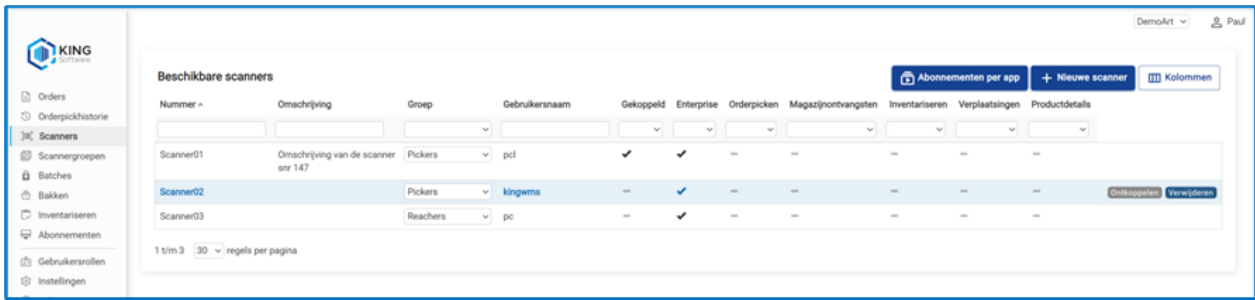 DemoArt
Paul
KING
Software
Orders
Orderpickhistorie
Scanners
Scannergroepen
Batches
Bakken
Inventariseren
Abonnementen
Gebruikersrollen
Instellingen
Beschikbare scanners
Abonnementen per app
+ Nieuwe scanner
Kolommen
Nummer Omschrijving Groep Gebruikersnaam Gekoppeld Enterprise Orderpicken Magazijnontvangsten Inventariseren Verplaatsingen Productdetails
Scanner01 Omschrijving van de scanner Pickers pcl ✔ ✔ — — — — —
snr 147
Scanner02 Pickers kingwms — ✔ — — — — — Ontkoppelen Verwijderen
Scanner03 Reachers pc — ✔ — — — — —
1 t/m 3 30 regels per pagina